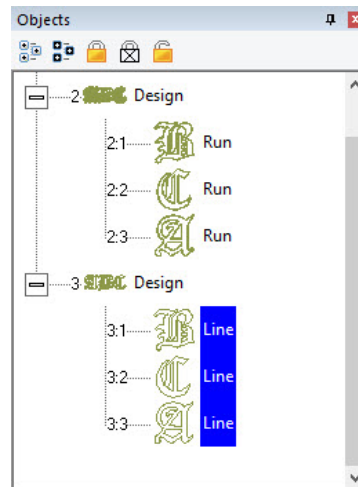 Objects
2 Design
2:1 B Run
2:2 C Run
2:3 A Run
3 Design
3:1 B Line
3:2 C Line
3:3 A Line